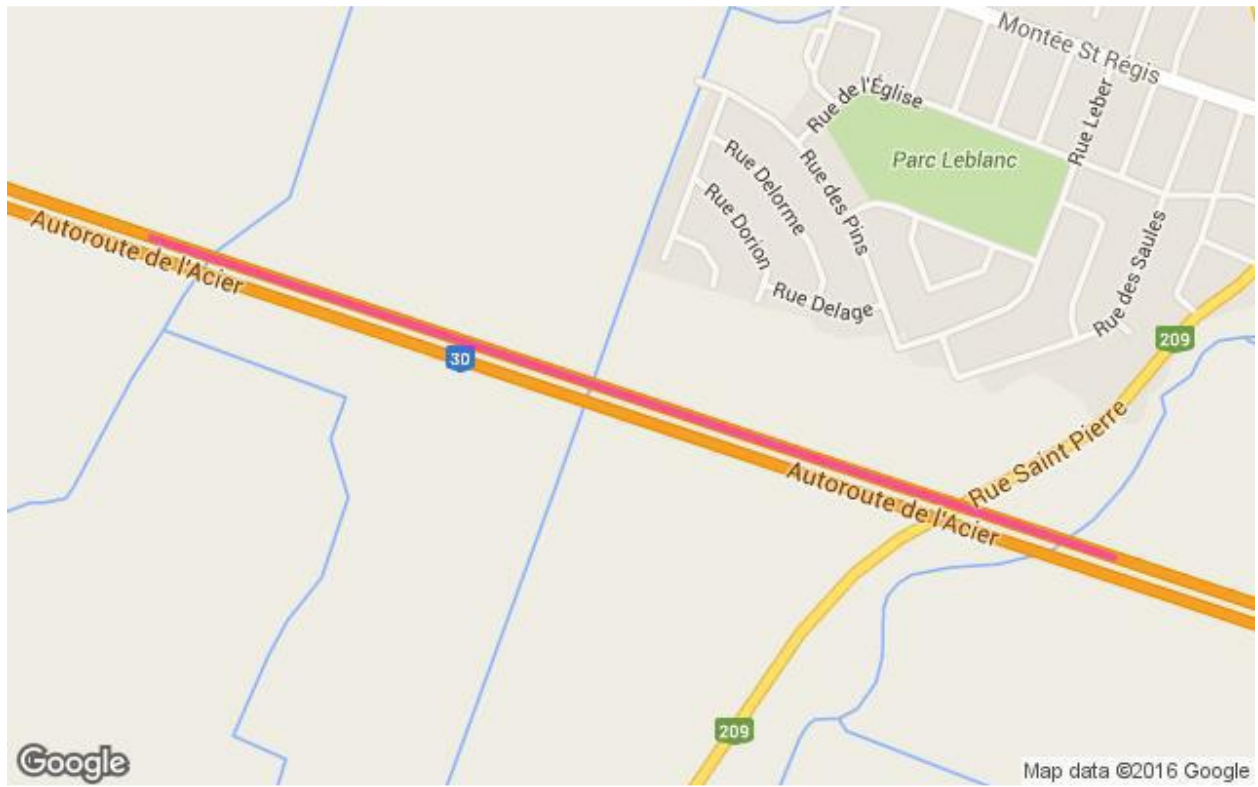 Montée St Régis
Rue de l'Église
Rue Leber
Parc Leblanc
Rue Delorme
Rue des Pins
Rue Dorion
Rue des Saules
Autoroute de l'Acier
Rue Delage
209
30
Rue Saint Pierre
Autoroute de l'Acier
209
Google
Map data ©2016 Google